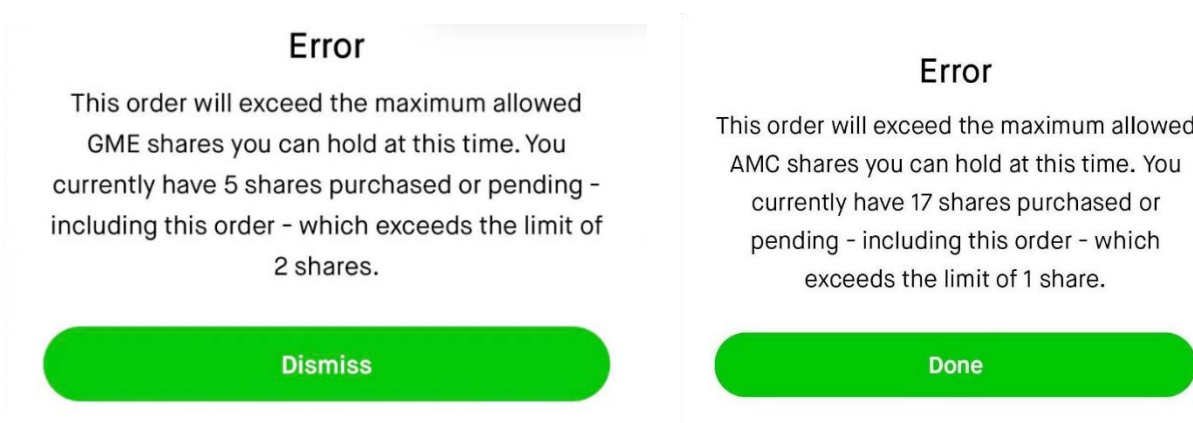 Error
This order will exceed the maximum allowed
GME shares you can hold at this time. You
currently have 5 shares purchased or pending -
including this order - which exceeds the limit of
2 shares.
Dismiss
Error
This order will exceed the maximum allowed
AMC shares you can hold at this time. You
currently have 17 shares purchased or
pending - including this order - which
exceeds the limit of 1 share.
Done